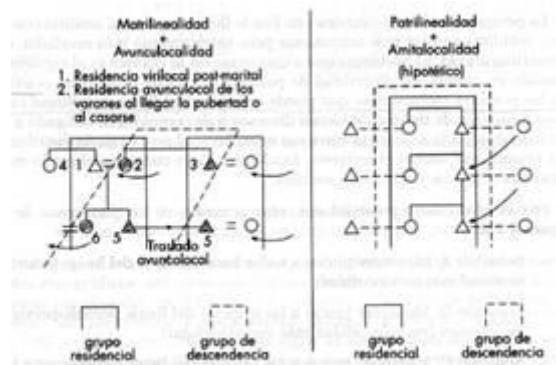 Matrilinealidad
+
Avunculocalidad
1. Residencia virilocal post-marital
2. Residencia avunculocal de los
varones al llegar la pubertad o
al casarse
4 1 = 2
3 =
6 5
5
Traslado
avunlocal
grupo
residencial
grupo de
descendencia
Patrilinealidad
+
Amitalocalidad
(hipotético)
grupo
residencial
grupo de
descendencia